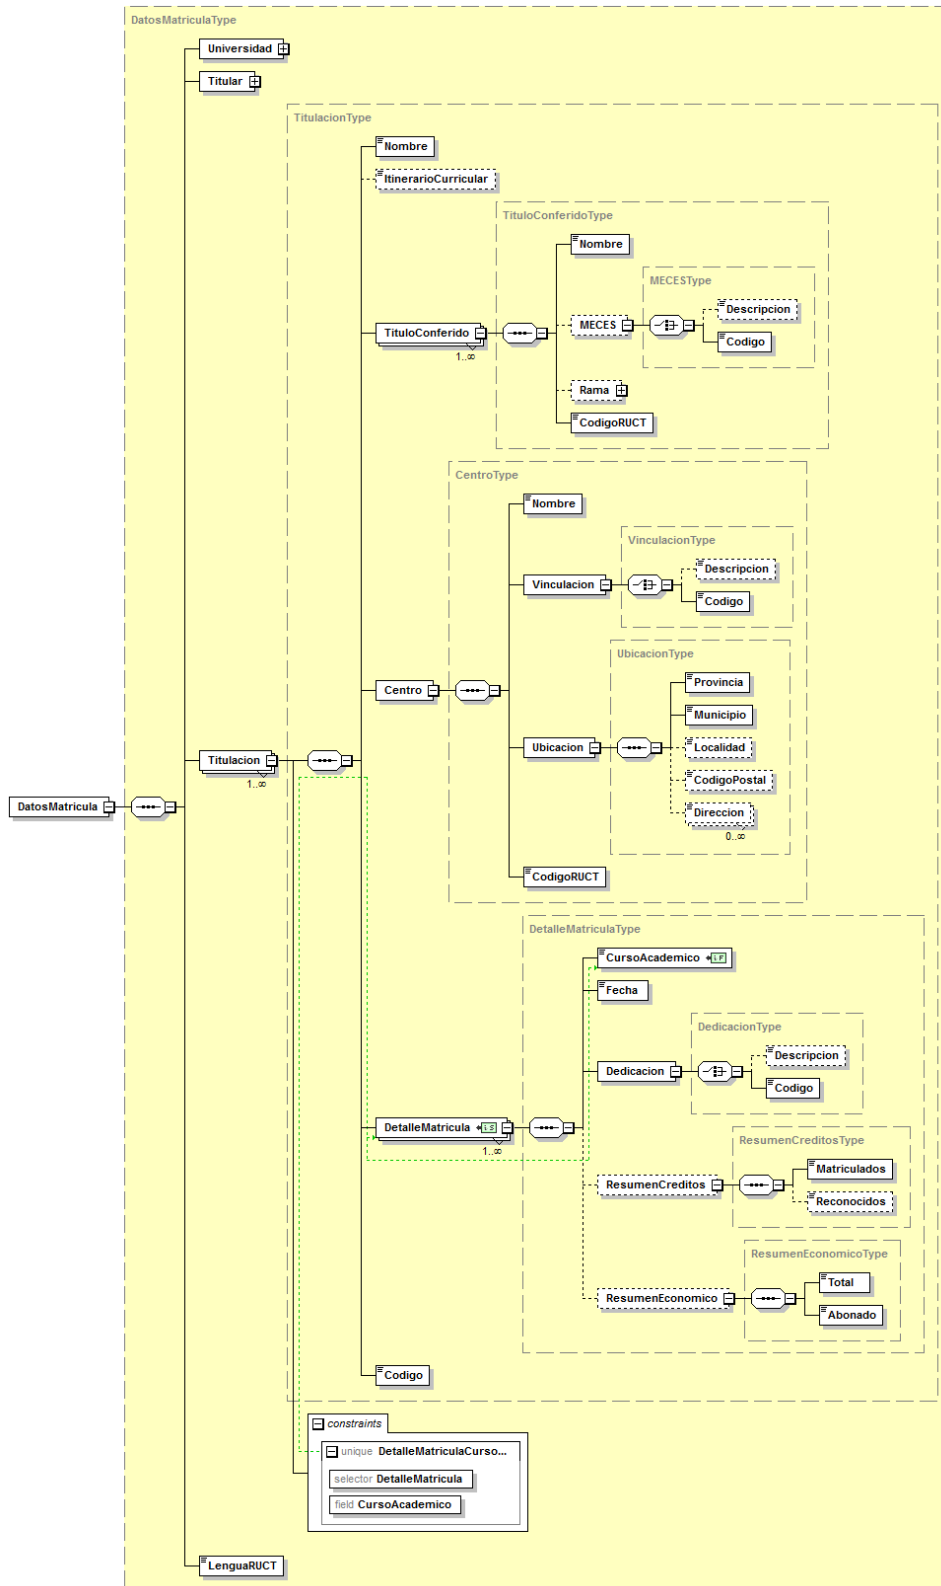 DatosMatriculaType
Universidad
Titular
TitulacionType
Nombre
ItinerarioCurricular
TituloConferidoType
Nombre
MECESType
Descripcion
MECES
Codigo
TituloConferido
1..∞
Rama
CodigoRUCT
CentroType
Nombre
VinculacionType
Descripcion
Vinculacion
Codigo
UbicacionType
Provincia
Centro
Municipio
Ubicacion
Localidad
Titulacion
CodigoPostal
1..∞
DatosMatricula
Direccion
0..∞
CodigoRUCT
DetalleMatriculaType
CursoAcademico iF
Fecha
DedicacionType
Descripcion
Dedicacion
Codigo
DetalleMatricula iS
1..∞
ResumenCreditosType
Matriculados
ResumenCreditos
Reconocidos
ResumenEconomicoType
Total
ResumenEconomico
Abonado
Codigo
constraints
unique DetalleMatriculaCurso...
selector DetalleMatricula
field CursoAcademico
LenguaRUCT